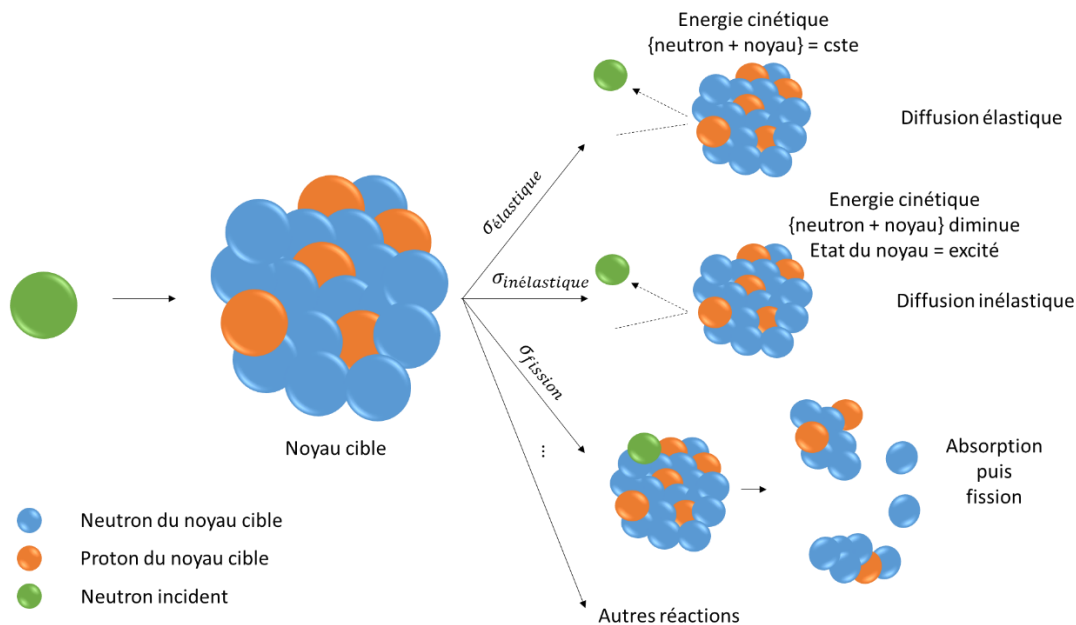 Energie cinétique
{neutron + noyau} = cste
Diffusion élastique
σélastique
Energie cinétique
{neutron + noyau} diminue
Etat du noyau = excité
σinélastique
Diffusion inélastique
σfission
Noyau cible
...
Absorption
puis
fission
Neutron du noyau cible
Proton du noyau cible
Neutron incident
Autres réactions